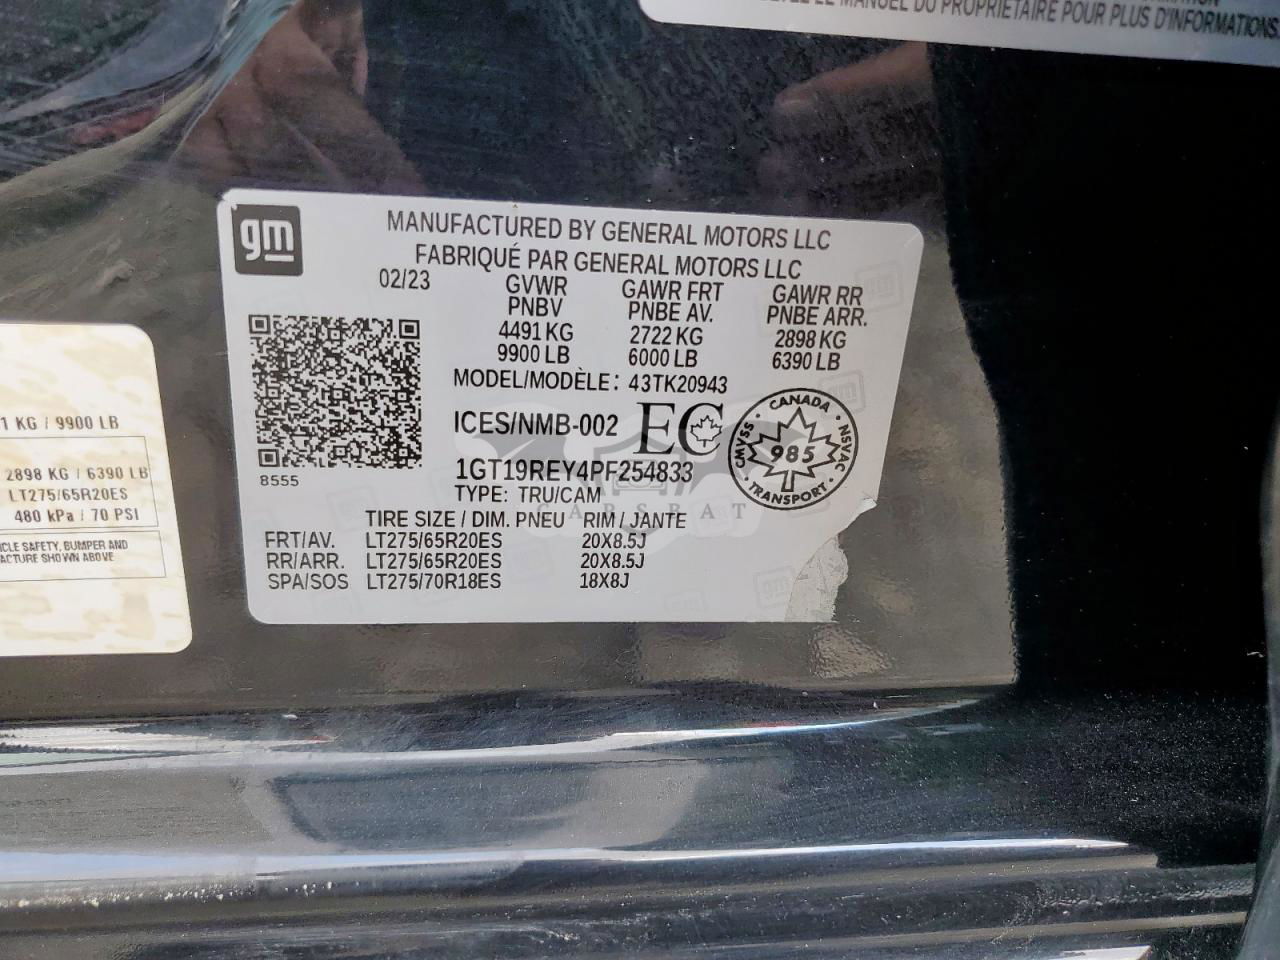 MATION
LTEZ LE MANUEL DU PROPRIÉTAIRE POUR PLUS D'INFORMATIONS.
gm
MANUFACTURED BY GENERAL MOTORS LLC
FABRIQUÉ PAR GENERAL MOTORS LLC
02/23 GVWR GAWR FRT GAWR RR
PNBV PNBE AV. PNBE ARR.
4491 KG 2722 KG 2898 KG
9900 LB 6000 LB 6390 LB
MODEL/MODÈLE: 43TK20943
ICES/NMB-002 EC
CANADA
CMVSS 985 NSVAC
TRANSPORT
1GT19REY4PF254833
8555
TYPE: TRU/CAM
CARSBAT
TIRE SIZE / DIM. PNEU RIM / JANTE
FRT/AV. LT275/65R20ES 20X8.5J
RR/ARR. LT275/65R20ES 20X8.5J
SPA/SOS LT275/70R18ES 18X8J
1 KG / 9900 LB
2898 KG / 6390 LB
LT275/65R20ES
480 kPa / 70 PSI
ICLE SAFETY, BUMPER AND
ACTURE SHOWN ABOVE